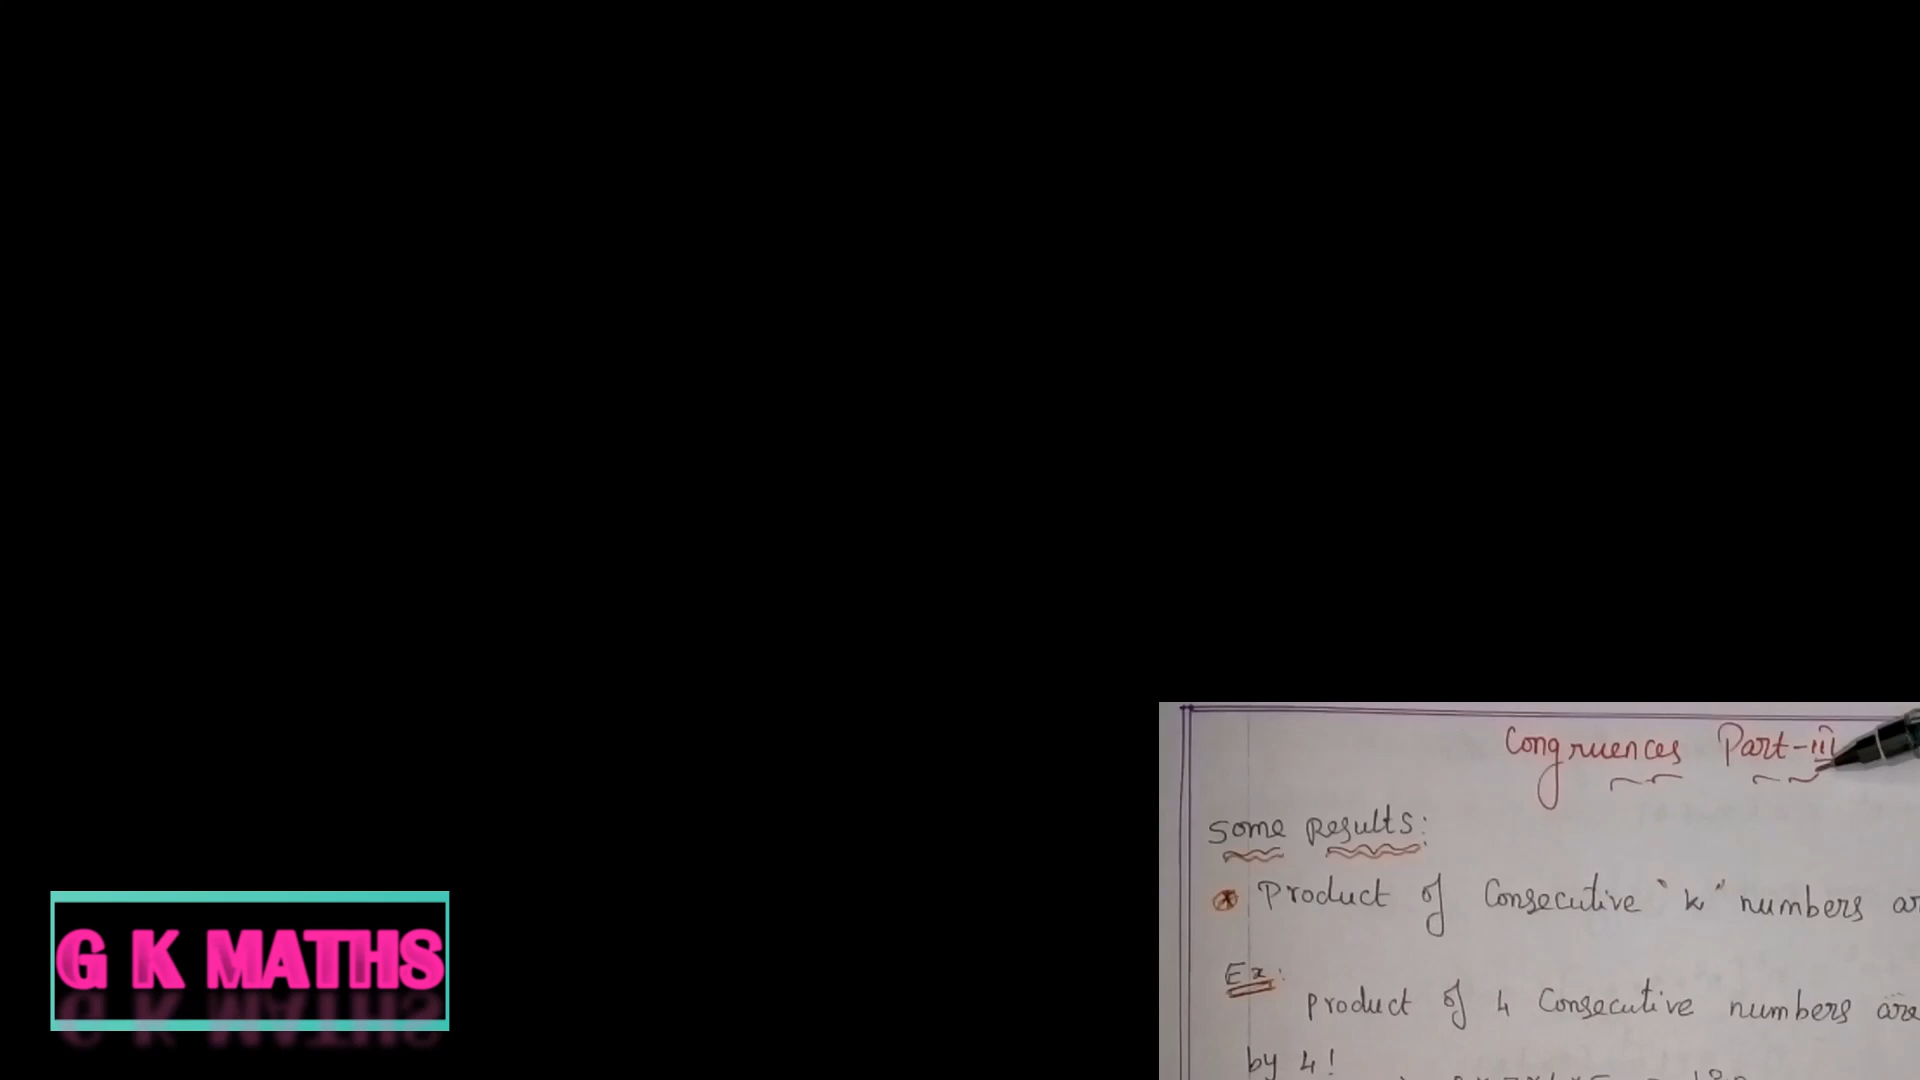 Congruences Part-iii
Some Results:
Product of Consecutive "k" numbers
Ex:
product of 4 Consecutive numbers are
by 4!
G K MATHS